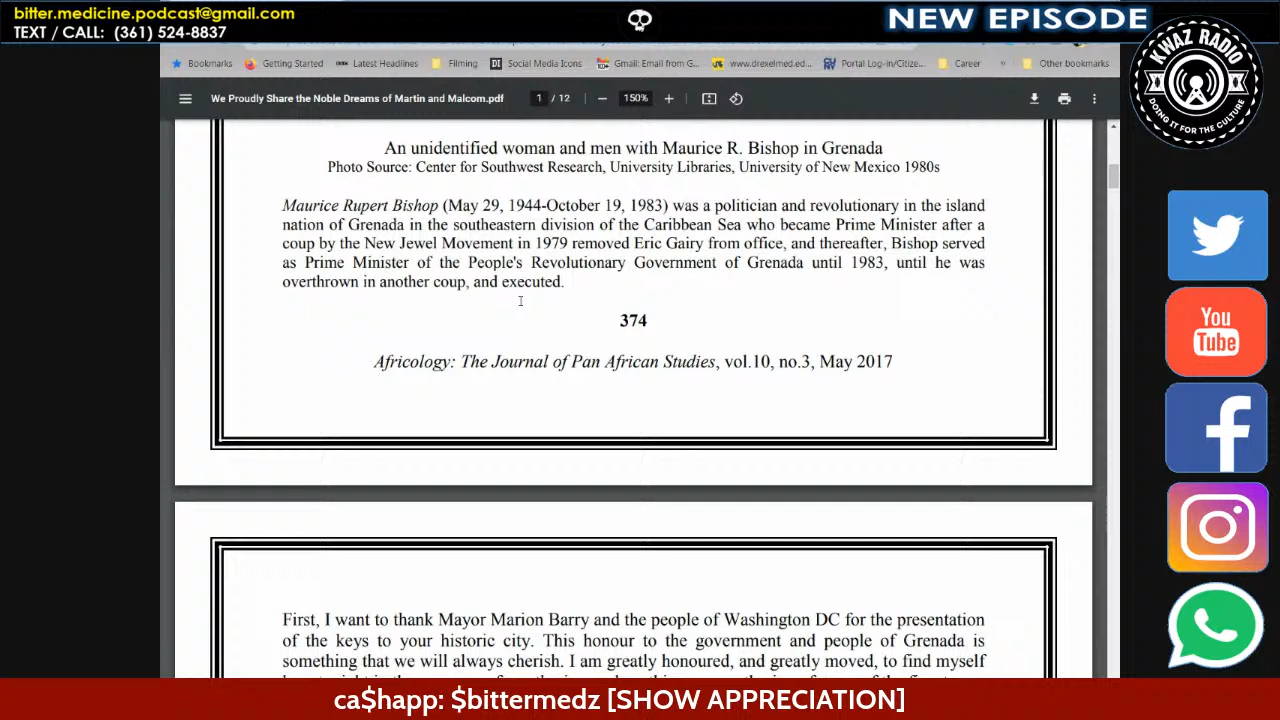 bitter.medicine.podcast@gmail.com
TEXT / CALL: (361) 524-8837
NEW EPISODE
KWAZ RADIO
DOING IT FOR THE CULTURE
Bookmarks
Getting Started
Latest Headlines
Filming
DI Social Media Icons
Gmail: Email from G...
www.drexelmed.ed...
Portal Log-in/Citize...
Career
»
Other bookmarks
We Proudly Share the Noble Dreams of Martin and Malcom.pdf
1 / 12
150%
An unidentified woman and men with Maurice R. Bishop in Grenada
Photo Source: Center for Southwest Research, University Libraries, University of New Mexico 1980s
Maurice Rupert Bishop (May 29, 1944-October 19, 1983) was a politician and revolutionary in the island
nation of Grenada in the southeastern division of the Caribbean Sea who became Prime Minister after a
coup by the New Jewel Movement in 1979 removed Eric Gairy from office, and thereafter, Bishop served
as Prime Minister of the People's Revolutionary Government of Grenada until 1983, until he was
overthrown in another coup, and executed.
374
Africology: The Journal of Pan African Studies, vol.10, no.3, May 2017
First, I want to thank Mayor Marion Barry and the people of Washington DC for the presentation
of the keys to your historic city. This honour to the government and people of Grenada is
something that we will always cherish. I am greatly honoured, and greatly moved, to find myself
You
Tube
ca$happ: $bittermedz [SHOW APPRECIATION]